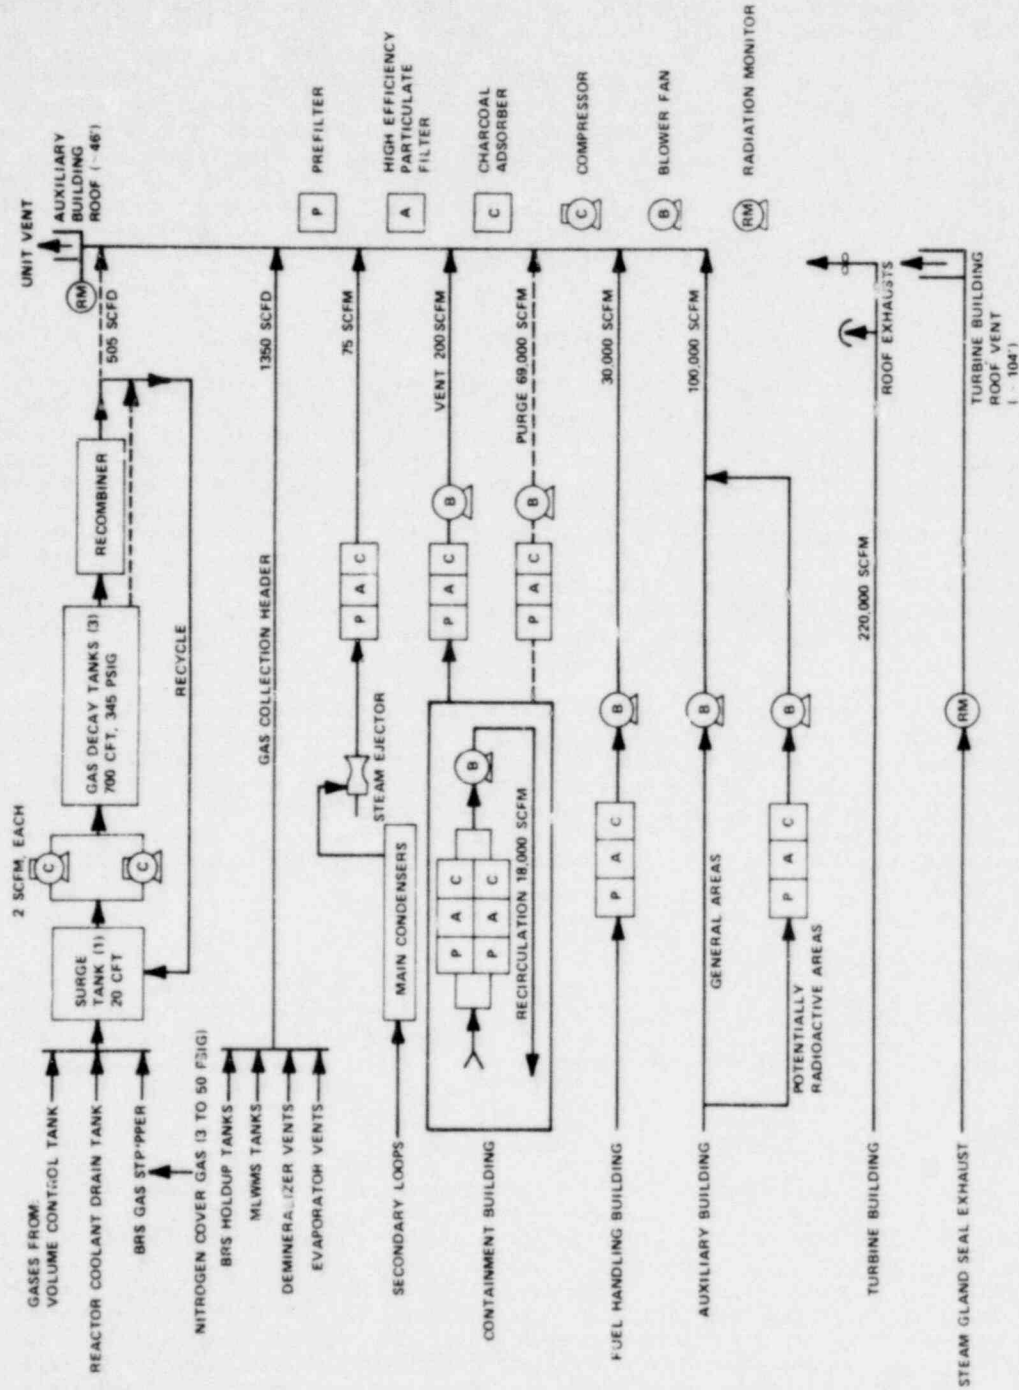 GASES FROM:
VOLUME CONTROL TANK
REACTOR COOLANT DRAIN TANK
BRS GAS STRIPPER
NITROGEN COVER GAS (3 TO 50 PSIG)
SURGE
TANK (1)
20 CFT
2 SCFM, EACH
C
C
GAS DECAY TANKS (3)
700 CFT, 345 PSIG
RECOMBINER
RECYCLE
505 SCFD
RM
UNIT VENT
AUXILIARY
BUILDING
ROOF (~46')
BRS HOLDUP TANKS
MLWMS TANKS
DEMINERALIZER VENTS
EVAPORATOR VENTS
GAS COLLECTION HEADER
1350 SCFD
SECONDARY LOOPS
MAIN CONDENSERS
STEAM EJECTOR
P A C
75 SCFM
CONTAINMENT BUILDING
P A C
P A C
B
RECIRCULATION 18,000 SCFM
P A C
B
VENT 200 SCFM
P A C
B
PURGE 69,000 SCFM
FUEL HANDLING BUILDING
P A C
B
30,000 SCFM
AUXILIARY BUILDING
GENERAL AREAS
B
100,000 SCFM
POTENTIALLY
RADIOACTIVE AREAS
P A C
B
TURBINE BUILDING
220,000 SCFM
ROOF EXHAUSTS
STEAM GLAND SEAL EXHAUST
RM
TURBINE BUILDING
ROOF VENT
(~104')
P PREFILTER
A HIGH EFFICIENCY
PARTICULATE
FILTER
C CHARCOAL
ADSORBER
C COMPRESSOR
B BLOWER FAN
RM RADIATION MONITOR